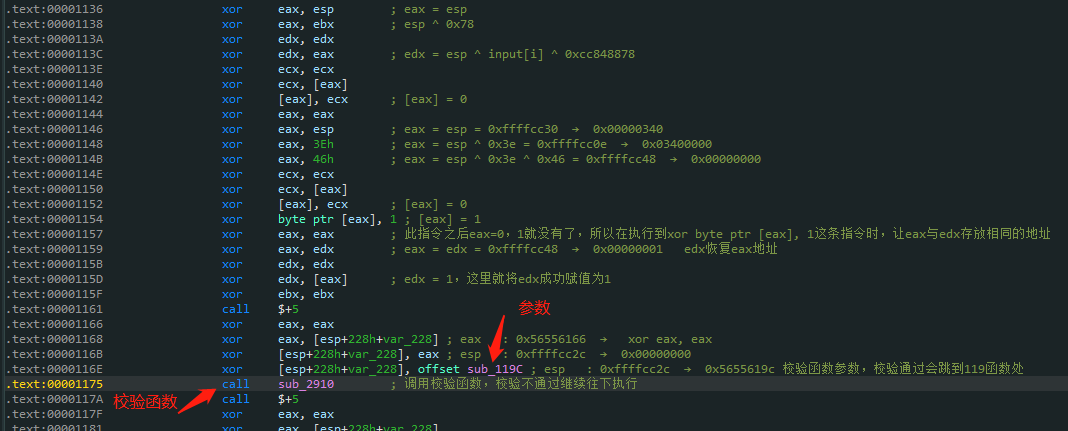 .text:00001136 xor eax, esp ; eax = esp
.text:00001138 xor eax, ebx ; esp ^ 0x78
.text:0000113A xor edx, edx
.text:0000113C xor edx, eax ; edx = esp ^ input[i] ^ 0xcc848878
.text:0000113E xor ecx, ecx
.text:00001140 xor ecx, [eax]
.text:00001142 xor [eax], ecx ; [eax] = 0
.text:00001144 xor eax, eax
.text:00001146 xor eax, esp ; eax = esp = 0xffffcc30 → 0x00000340
.text:00001148 xor eax, 3Eh ; eax = esp ^ 0x3e = 0xffffcc0e → 0x03400000
.text:0000114B xor eax, 46h ; eax = esp ^ 0x3e ^ 0x46 = 0xffffcc48 → 0x00000000
.text:0000114E xor ecx, ecx
.text:00001150 xor ecx, [eax]
.text:00001152 xor [eax], ecx ; [eax] = 0
.text:00001154 xor byte ptr [eax], 1 ; [eax] = 1
.text:00001157 xor eax, eax ; 此指令之后eax=0，1就没有了，所以在执行到xor byte ptr [eax], 1这条指令时，让eax与edx存放相同的地址
.text:00001159 xor eax, edx ; eax = edx = 0xffffcc48 → 0x00000001 edx恢复eax地址
.text:0000115B xor edx, edx
.text:0000115D xor edx, [eax] ; edx = 1，这里就将edx成功赋值为1
.text:0000115F xor ebx, ebx
.text:00001161 call $+5
参数
.text:00001166 xor eax, eax
.text:00001168 xor eax, [esp+228h+var_228] ; eax : 0x56556166 → xor eax, eax
.text:0000116B xor [esp+228h+var_228], eax ; esp : 0xffffcc2c → 0x00000000
.text:0000116E xor [esp+228h+var_228], offset sub_119C ; esp : 0xffffcc2c → 0x5655619c 校验函数参数，校验通过会跳到119函数处
.text:00001175 call sub_2910 ; 调用校验函数，校验不通过继续往下执行
校验函数
.text:0000117A call $+5
.text:0000117F xor eax, eax
.text:00001181 xor eax, [esp+228h+var_228]